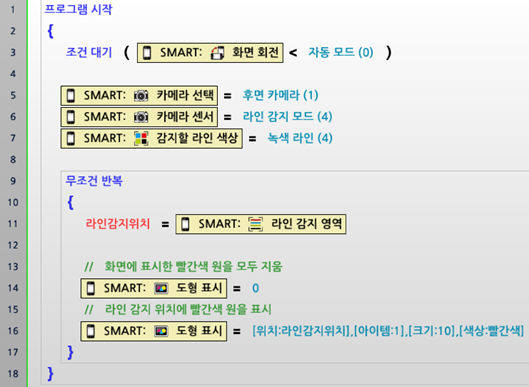 1 프로그램 시작
2 {
3 조건 대기 ( SMART: 화면 회전 < 자동 모드 (0) )
4
5 SMART: 카메라 선택 = 후면 카메라 (1)
6 SMART: 카메라 센서 = 라인 감지 모드 (4)
7 SMART: 감지할 라인 색상 = 녹색 라인 (4)
8
9 무조건 반복
10 {
11 라인감지위치 = SMART: 라인 감지 영역
12
13 // 화면에 표시한 빨간색 원을 모두 지움
14 SMART: 도형 표시 = 0
15 // 라인 감지 위치에 빨간색 원을 표시
16 SMART: 도형 표시 = [위치:라인감지위치],[아이템:1],[크기:10],[색상:빨간색]
17 }
18 }